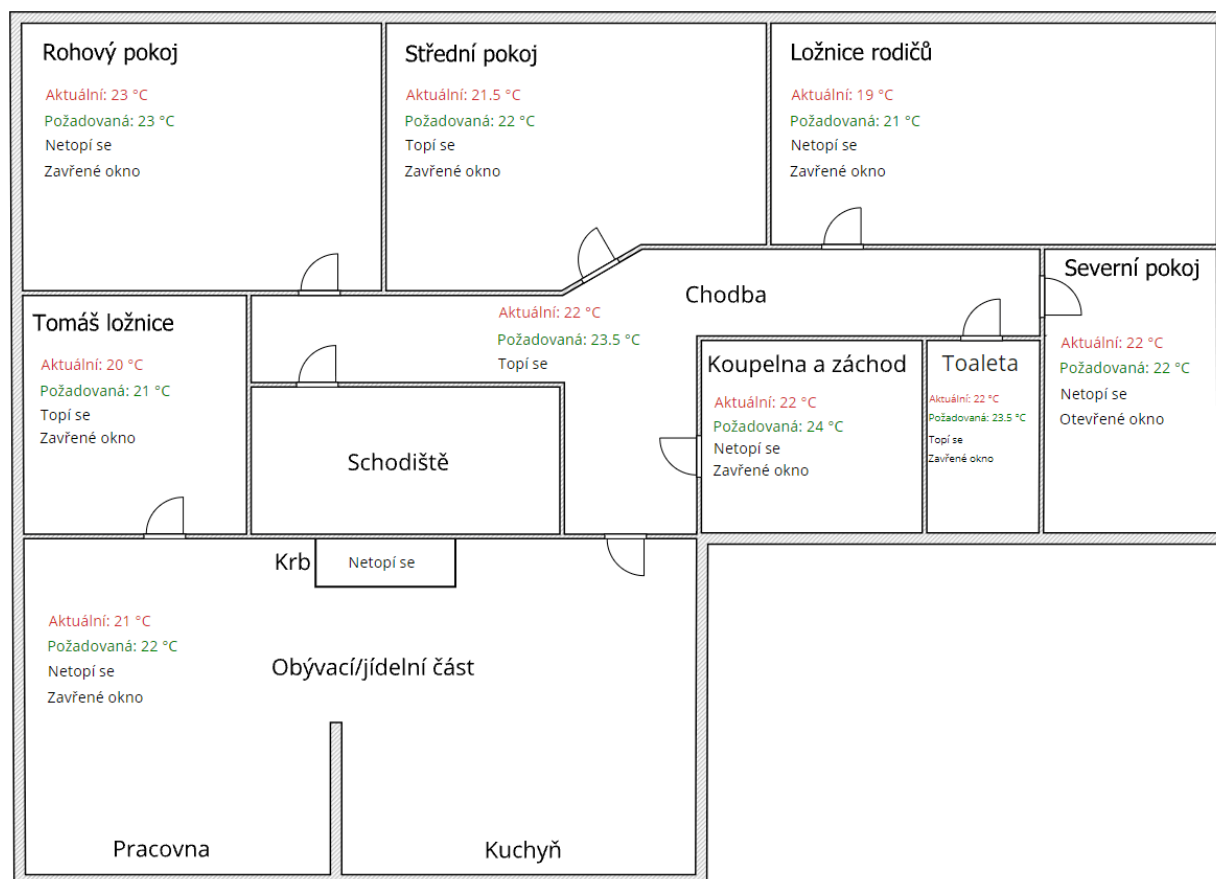 Rohový pokoj
Aktuální: 23 °C
Požadovaná: 23 °C
Netopí se
Zavřené okno
Střední pokoj
Aktuální: 21.5 °C
Požadovaná: 22 °C
Topí se
Zavřené okno
Ložnice rodičů
Aktuální: 19 °C
Požadovaná: 21 °C
Netopí se
Zavřené okno
Tomáš ložnice
Aktuální: 20 °C
Požadovaná: 21 °C
Topí se
Zavřené okno
Chodba
Aktuální: 22 °C
Požadovaná: 23.5 °C
Topí se
Schodiště
Koupelna a záchod
Aktuální: 22 °C
Požadovaná: 24 °C
Netopí se
Zavřené okno
Toaleta
Aktuální: 22 °C
Požadovaná: 23.5 °C
Topí se
Zavřené okno
Severní pokoj
Aktuální: 22 °C
Požadovaná: 22 °C
Netopí se
Otevřené okno
Krb
Netopí se
Aktuální: 21 °C
Požadovaná: 22 °C
Netopí se
Zavřené okno
Obývací/jídelní část
Pracovna
Kuchyň